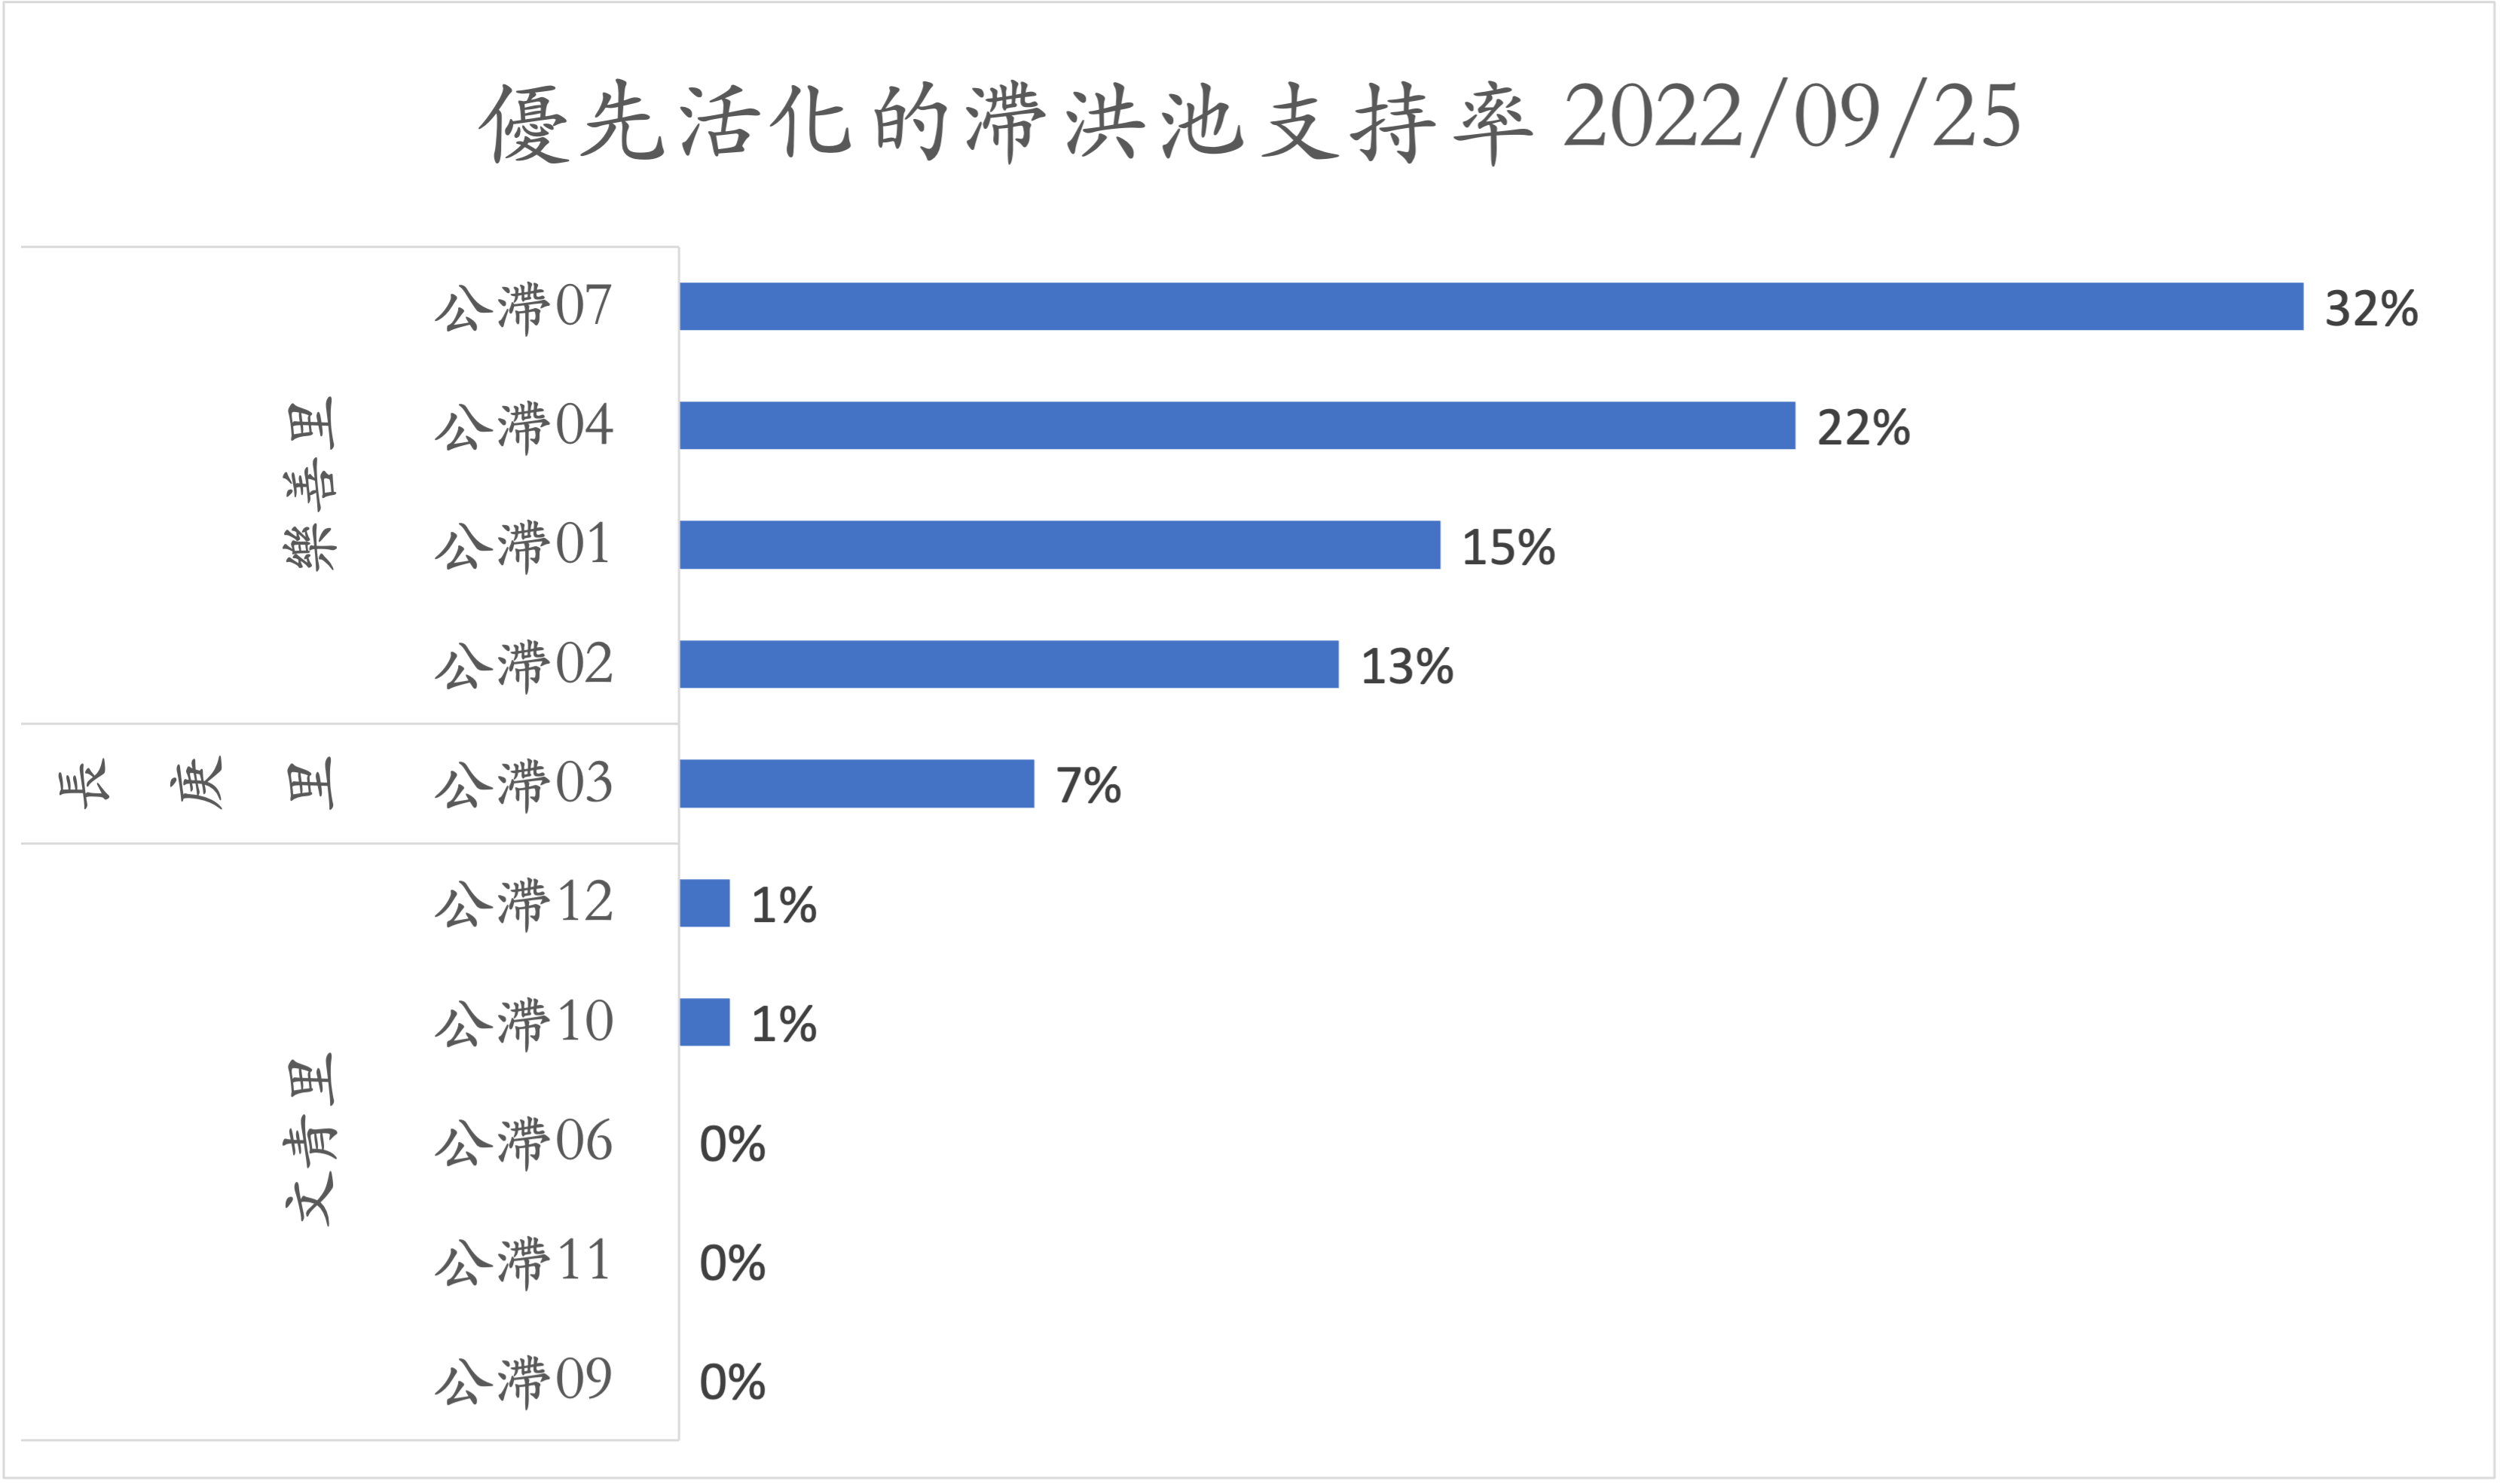 優先活化的滯洪池支持率 2022/09/25
樂善里
公滯07 32%
公滯04 22%
公滯01 15%
公滯02 13%
長庚里
公滯03 7%
文青里
公滯12 1%
公滯10 1%
公滯06 0%
公滯11 0%
公滯09 0%